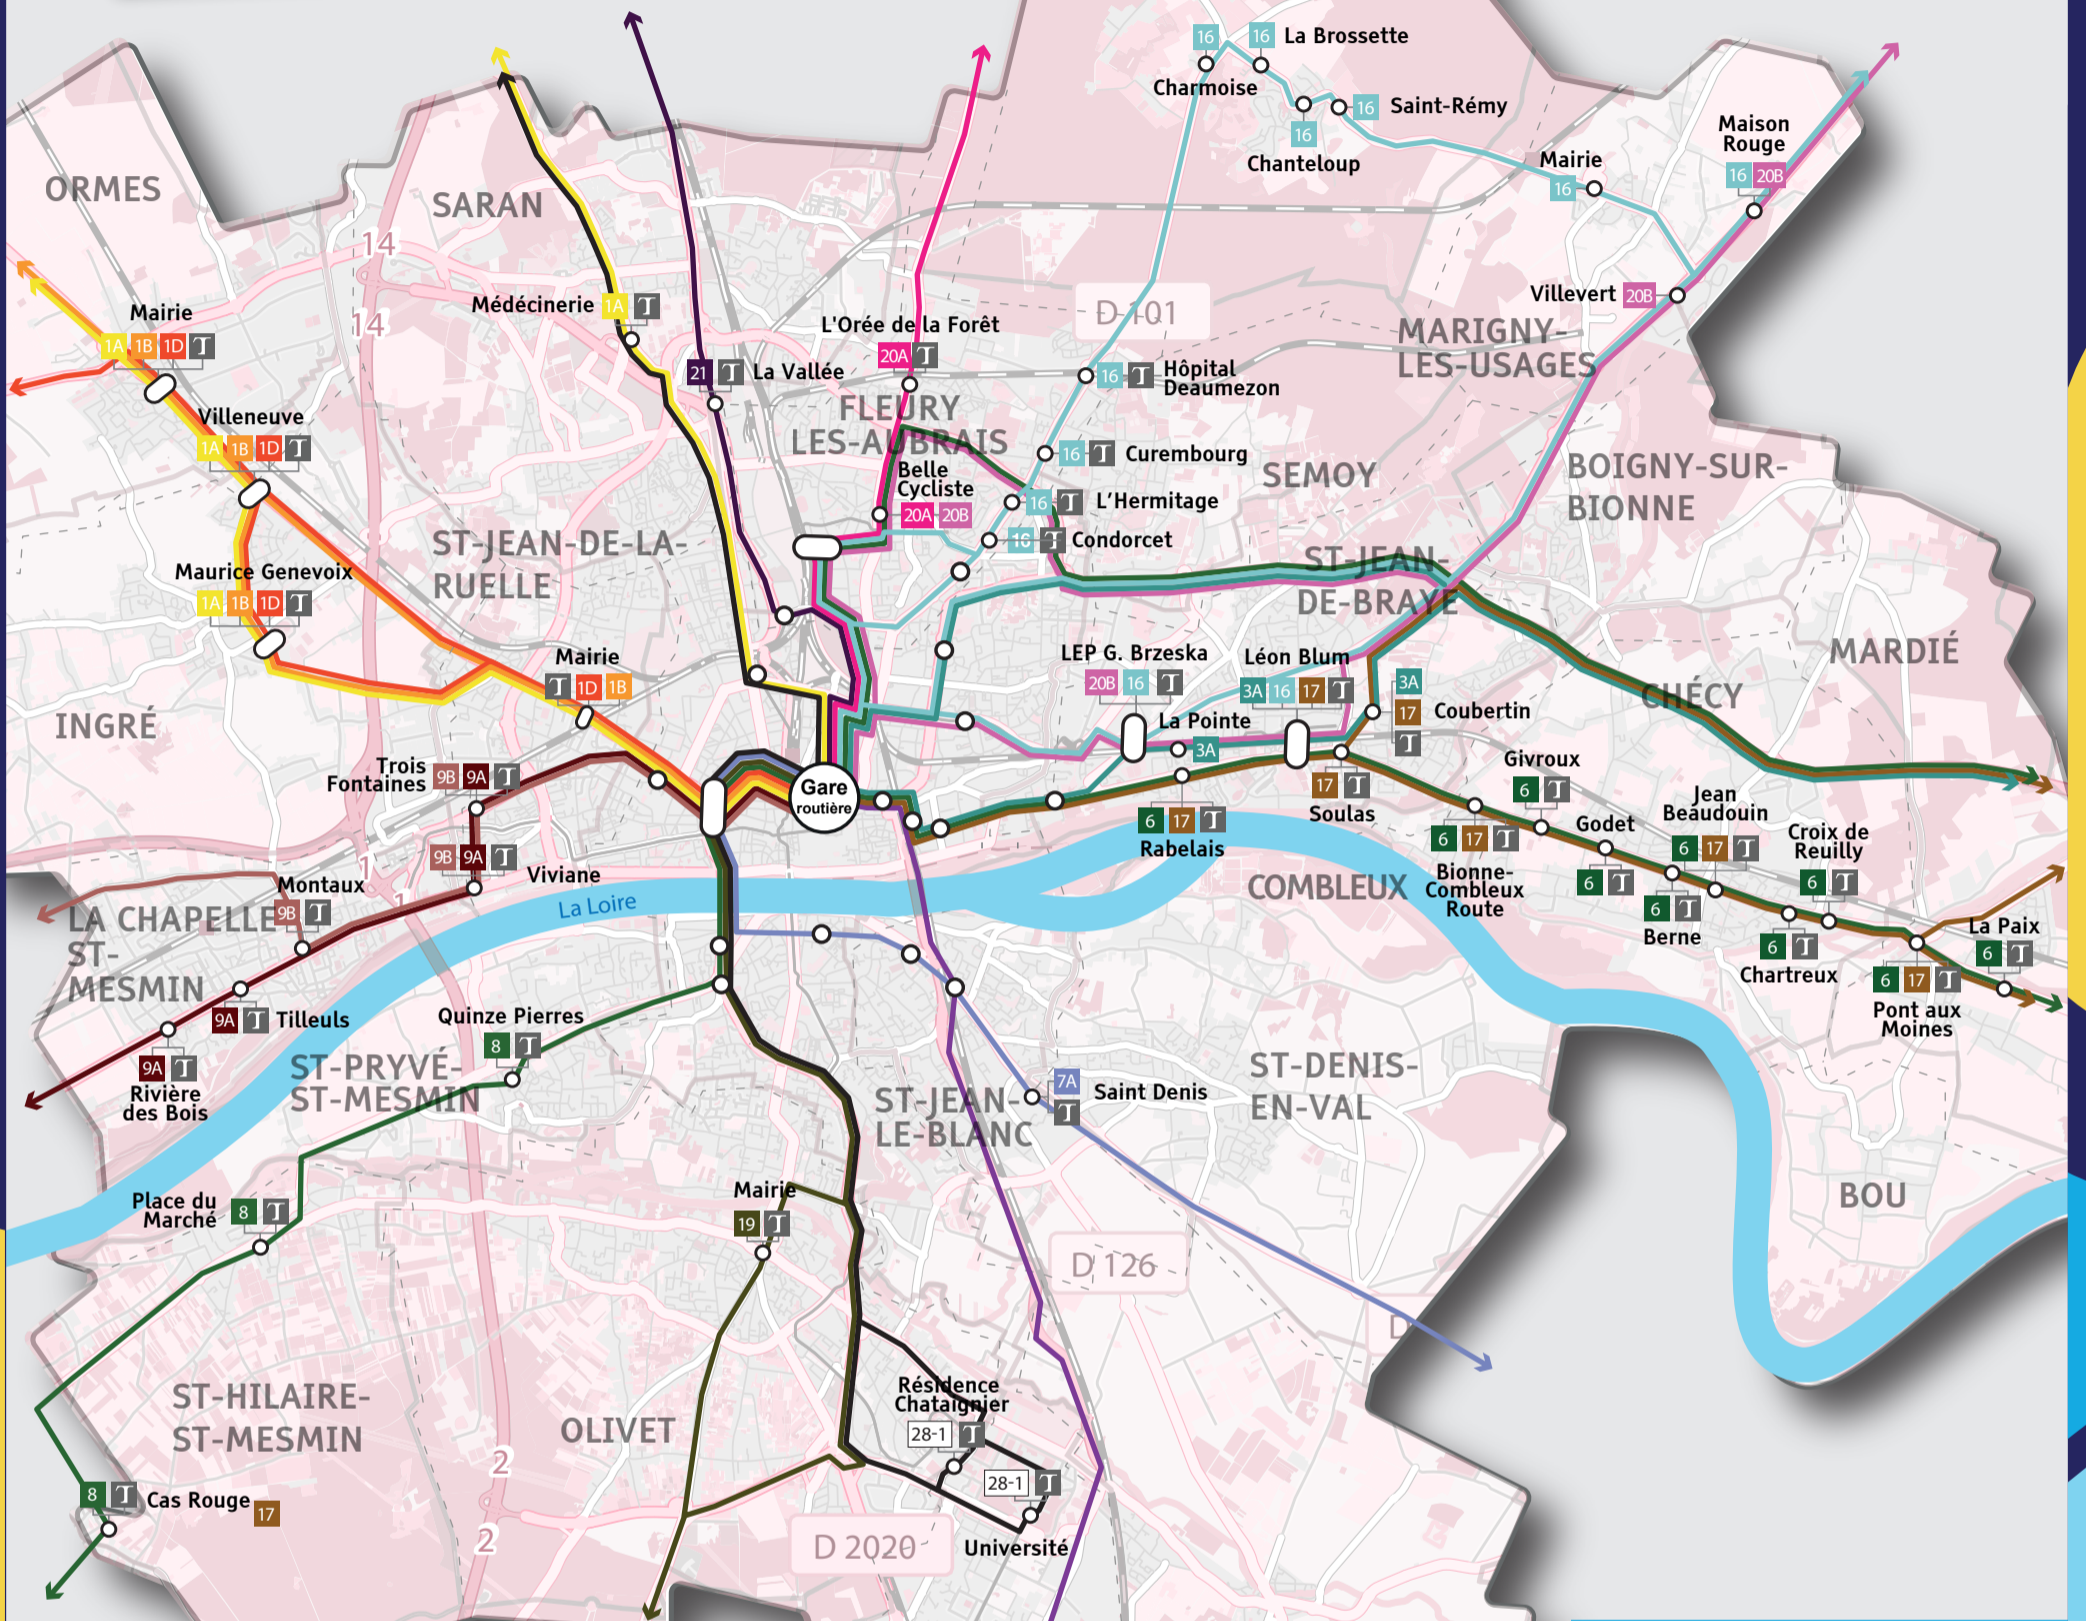 16
16
La Brossette
Charmoise
16
Saint-Rémy
16
Chanteloup
Maison
Rouge
16 20B
Mairie
16
ORMES
SARAN
14
Villevert 20B
Mairie
1A 1B 1D T
Médécinerie 1A T
14
L'Orée de la Forêt
20A T
D 101
MARIGNY-
LES-USAGES
21 T La Vallée
16 T Hôpital
Deaumezon
Villeneuve
1A 1B 1D T
FLEURY
LES-AUBRAIS
16 T Curembourg
SEMOY
BOIGNY-SUR-
BIONNE
Belle
Cycliste
20A 20B
16 T L'Hermitage
16 T Condorcet
ST-JEAN-DE-LA-
RUELLE
ST-JEAN-
DE-BRAYE
Maurice Genevoix
1A 1B 1D T
MARDIÉ
Mairie
T 1D 1B
LEP G. Brzeska
20B 16 T
Léon Blum
3A 16 17 T
3A
17
T
Coubertin
CHÉCY
INGRÉ
La Pointe
3A
Trois
Fontaines
9B 9A T
Gare
routière
17 T
Soulas
Givroux
6 T
6 17 T
Rabelais
6 17 T
Bionne-
Combleux
Route
Godet
6 T
Jean
Beaudouin
6 17 T
Croix de
Reuilly
6 T
9B 9A T
Viviane
1
1
Montaux
9B T
La Loire
COMBLEUX
6 T
Berne
LA CHAPELLE
ST-
MESMIN
6 T
Chartreux
La Paix
6 T
6 17 T
Pont aux
Moines
9A T Tilleuls
Quinze Pierres
8 T
9A T
Rivière
des Bois
ST-PRYVÉ-
ST-MESMIN
ST-JEAN-
LE-BLANC
7A
T
Saint Denis
ST-DENIS-
EN-VAL
Place du
Marché
8 T
Mairie
19 T
BOU
D 126
D
ST-HILAIRE-
ST-MESMIN
OLIVET
Résidence
Chataignier
28-1 T
2
28-1 T
8 T Cas Rouge 17
2
D 2020
Université